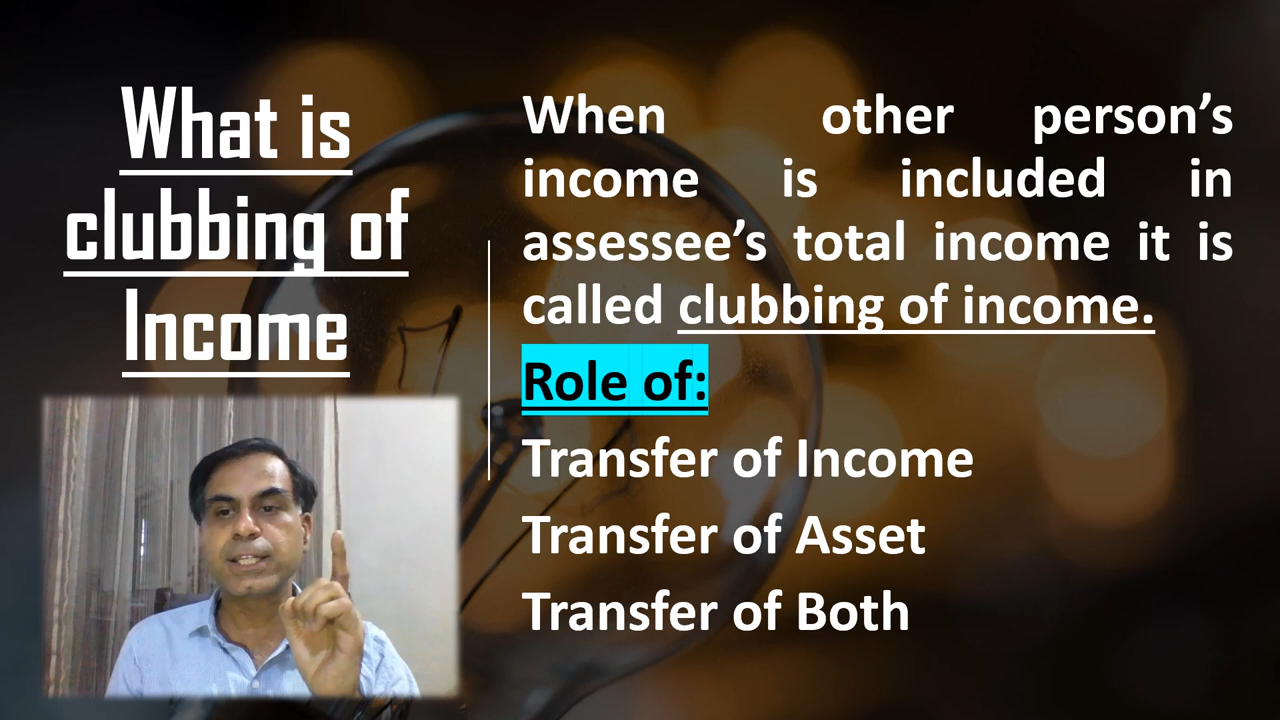 What is
clubbing of
Income
When other person’s
income is included in
assessee’s total income it is
called clubbing of income.
Role of:
Transfer of Income
Transfer of Asset
Transfer of Both